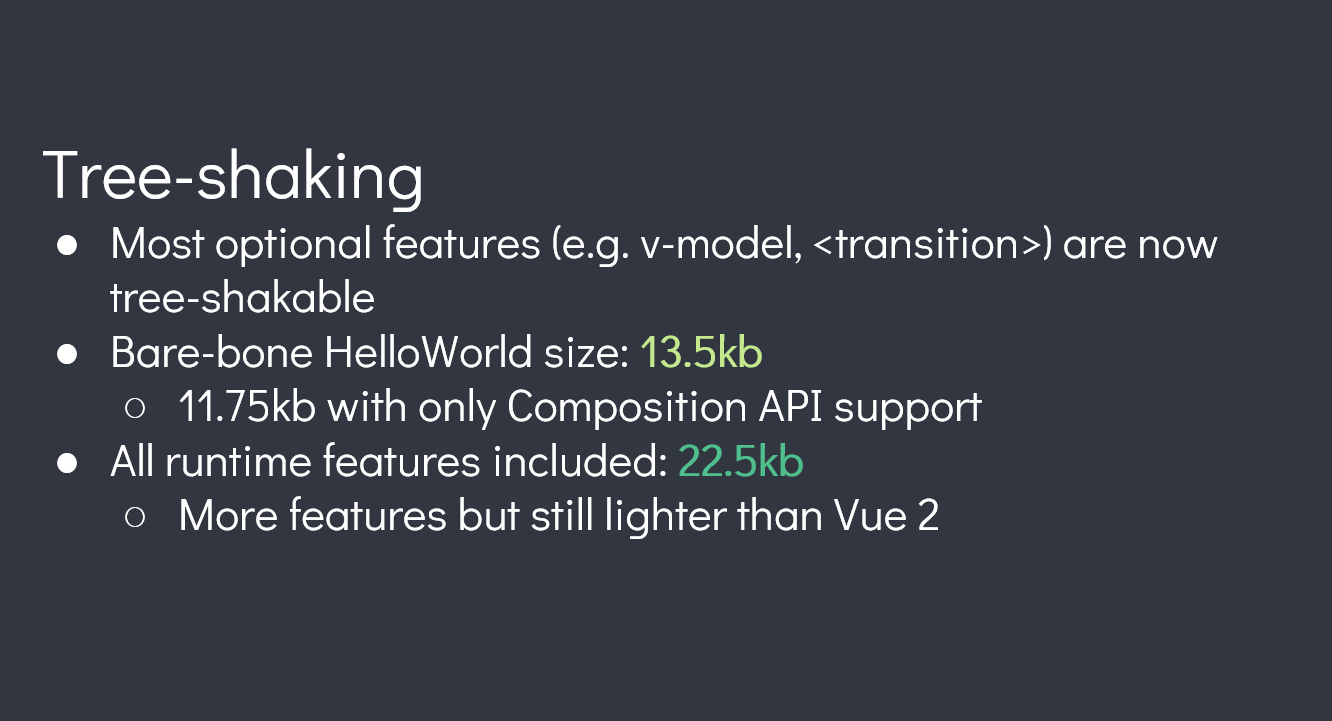 Tree-shaking
● Most optional features (e.g. v-model, <transition>) are now
tree-shakable
● Bare-bone HelloWorld size: 13.5kb
○ 11.75kb with only Composition API support
● All runtime features included: 22.5kb
○ More features but still lighter than Vue 2